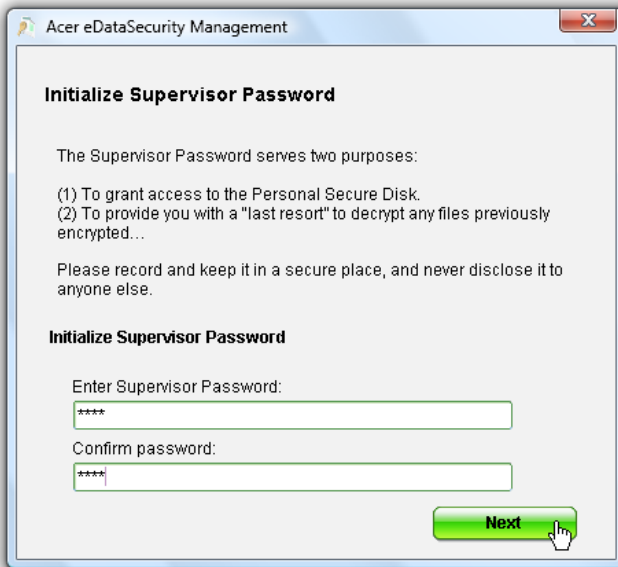 Acer eDataSecurity Management
Initialize Supervisor Password
The Supervisor Password serves two purposes:
(1) To grant access to the Personal Secure Disk.
(2) To provide you with a "last resort" to decrypt any files previously
encrypted...
Please record and keep it in a secure place, and never disclose it to
anyone else.
Initialize Supervisor Password
Enter Supervisor Password:
****
Confirm password:
****
Next